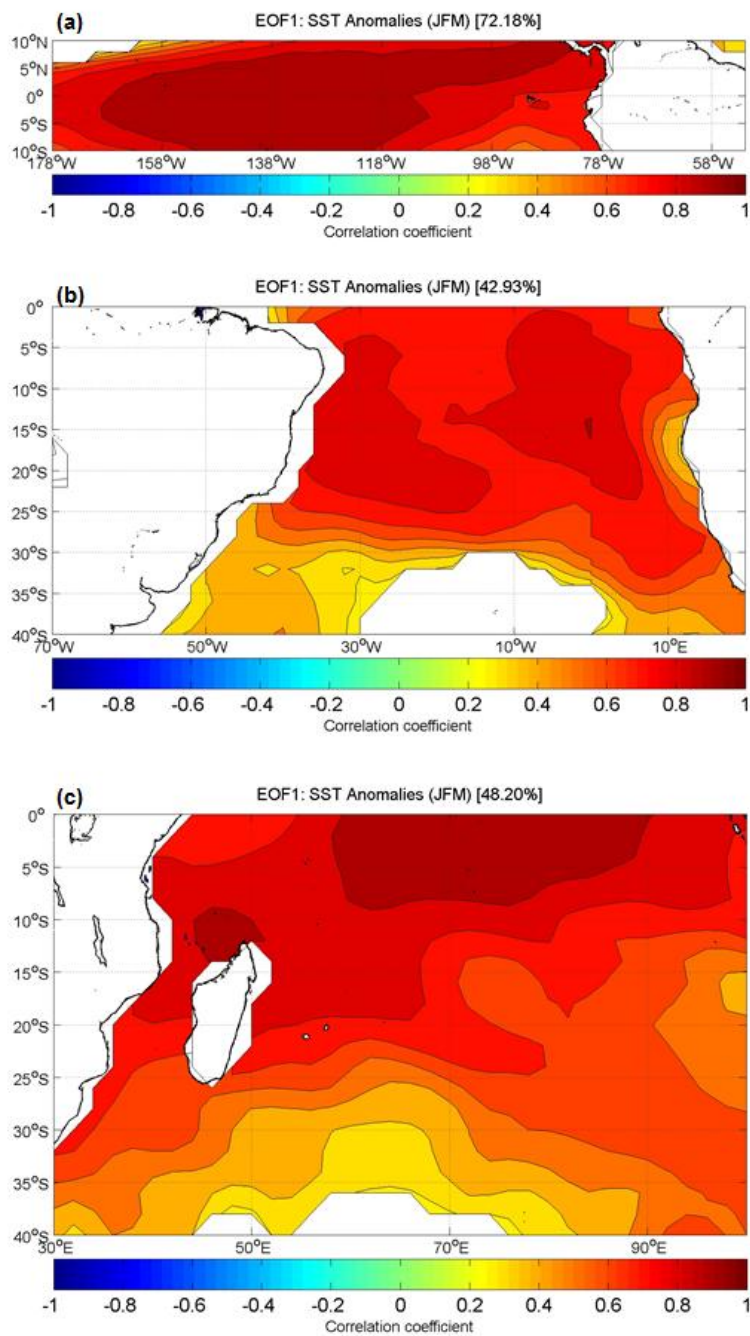 (a) EOF1: SST Anomalies (JFM) [72.18%]
10°N
5°N
0°
5°S
10°S
178°W 158°W 138°W 118°W 98°W 78°W 58°W
-1 -0.8 -0.6 -0.4 -0.2 0 0.2 0.4 0.6 0.8 1
Correlation coefficient
(b) EOF1: SST Anomalies (JFM) [42.93%]
0°
5°S
10°S
15°S
20°S
25°S
30°S
35°S
40°S
70°W 50°W 30°W 10°W 10°E
-1 -0.8 -0.6 -0.4 -0.2 0 0.2 0.4 0.6 0.8 1
Correlation coefficient
(c) EOF1: SST Anomalies (JFM) [48.20%]
0°
5°S
10°S
15°S
20°S
25°S
30°S
35°S
40°S
30°E 50°E 70°E 90°E
-1 -0.8 -0.6 -0.4 -0.2 0 0.2 0.4 0.6 0.8 1
Correlation coefficient